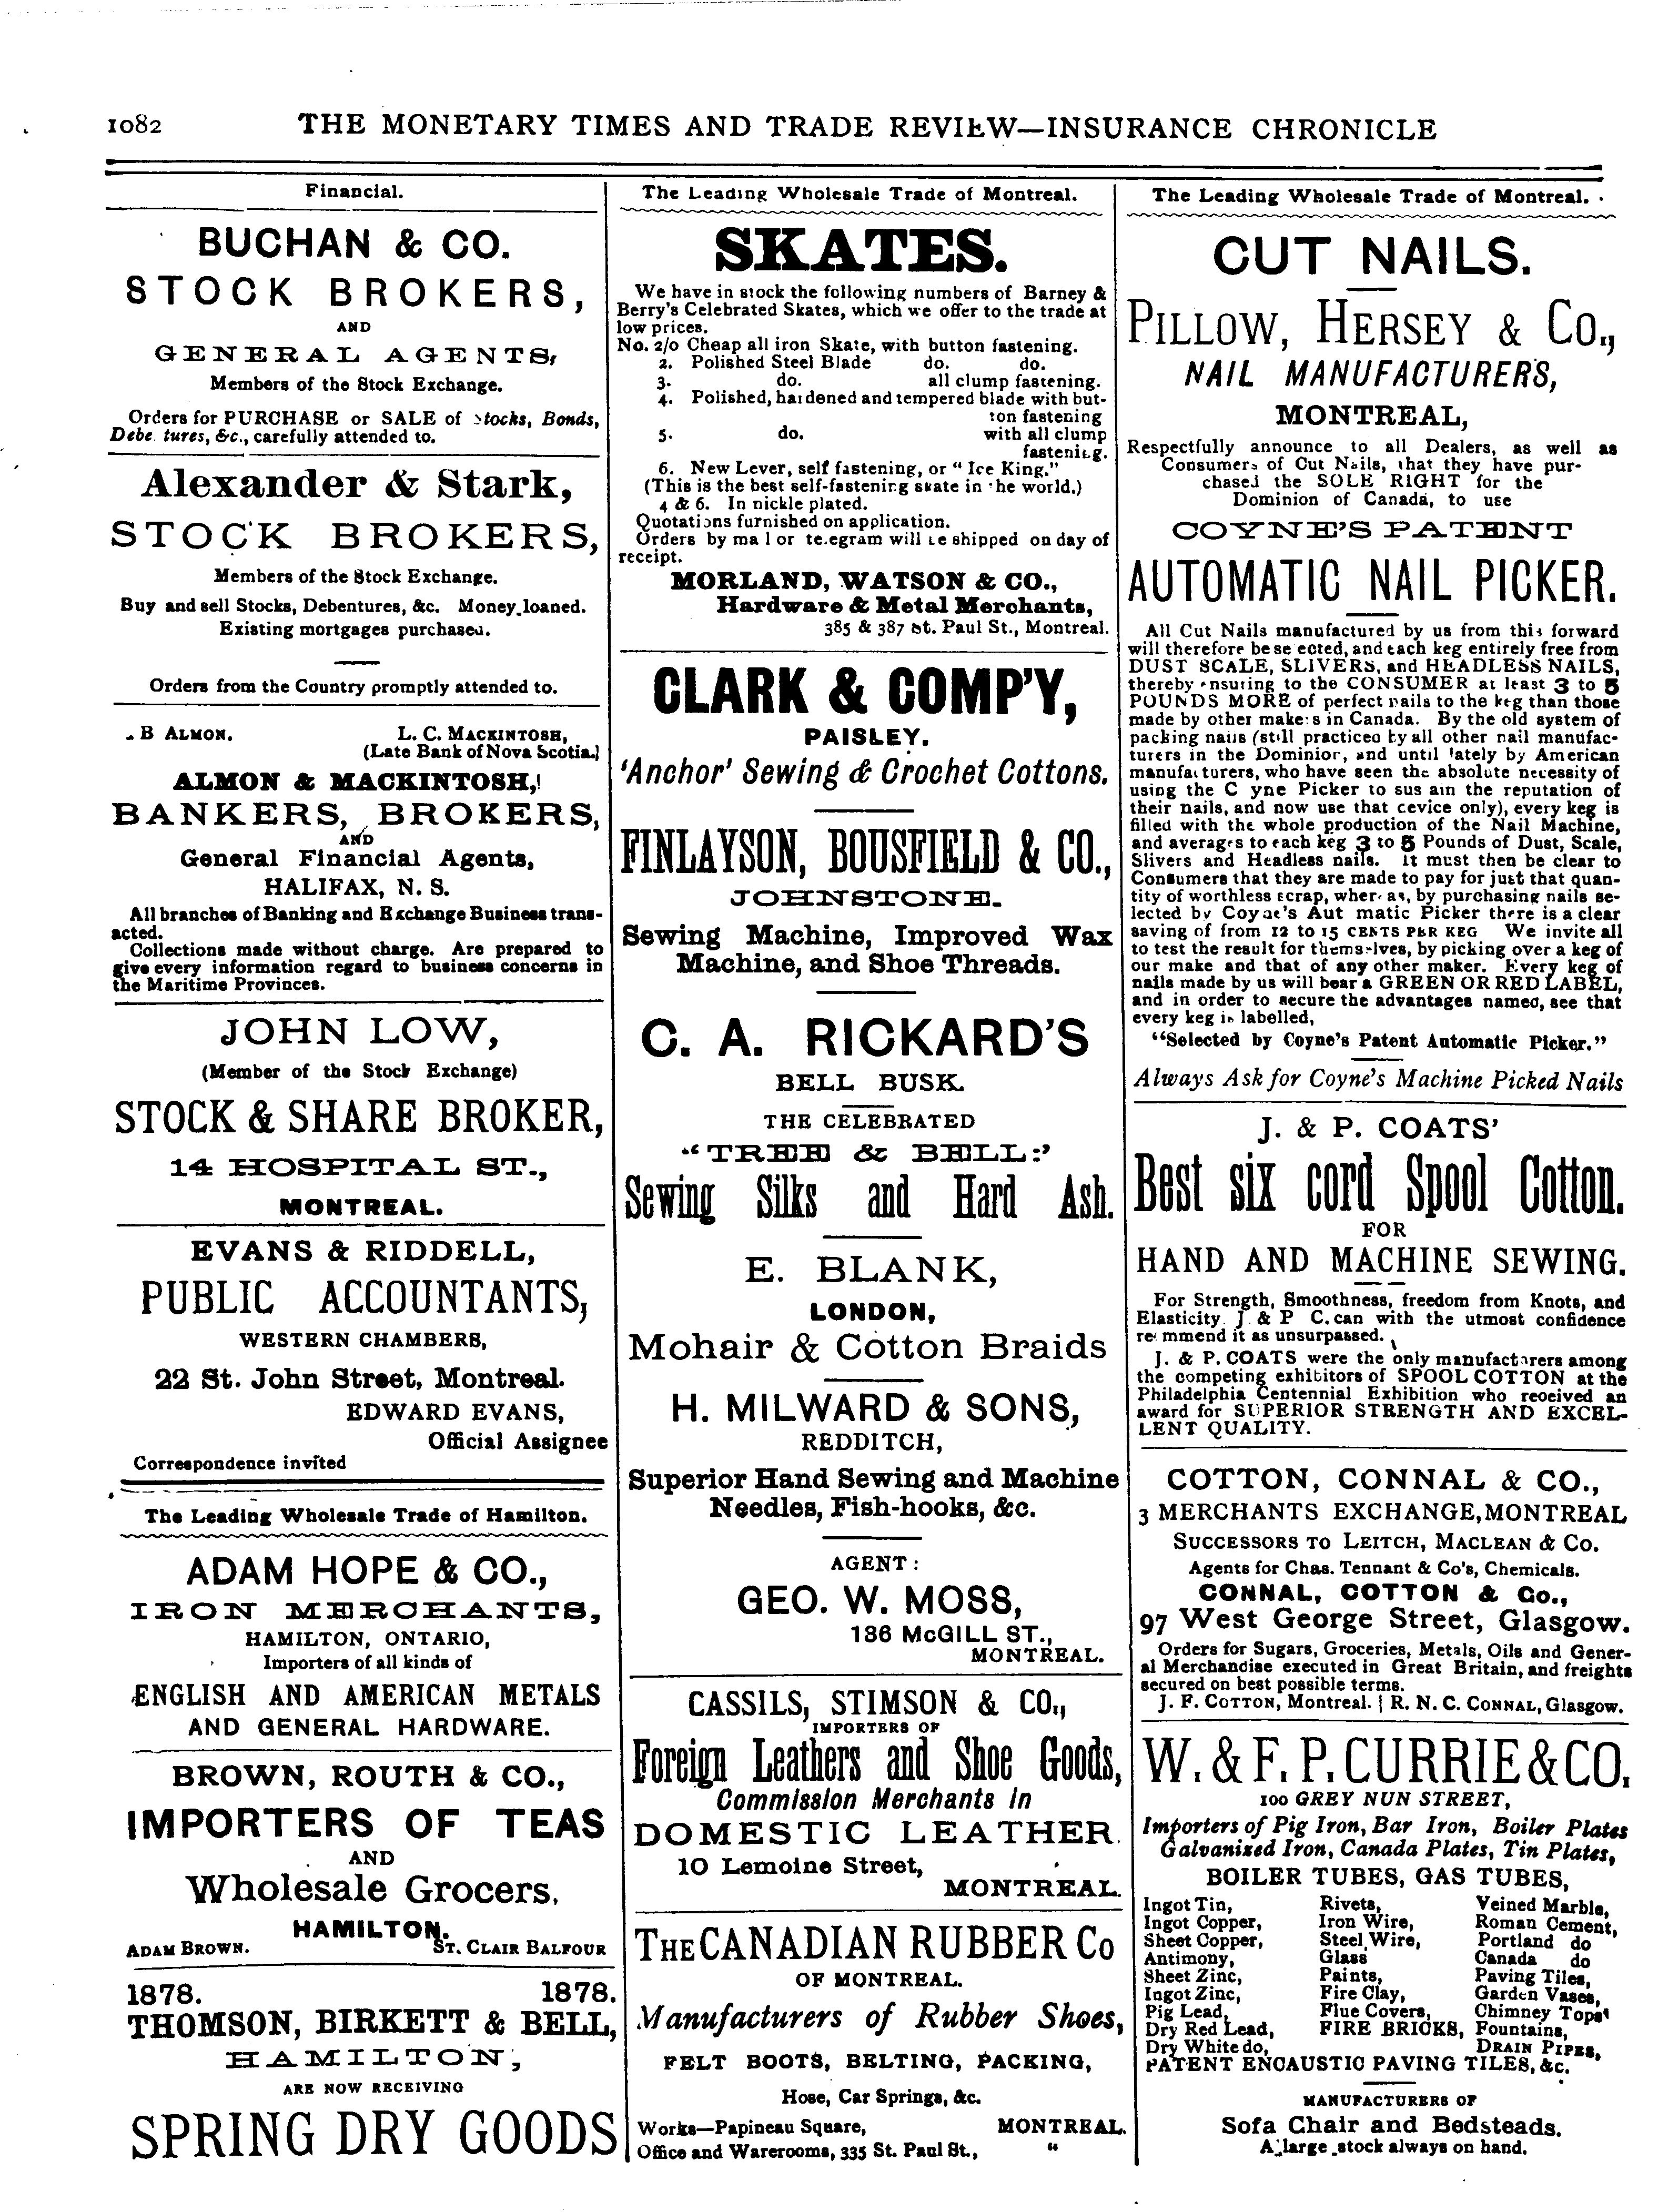 1082 THE MONETARY TIMES AND TRADE REVIEW—INSURANCE CHRONICLE
Financial.
BUCHAN & CO.
STOCK BROKERS,
AND
GENERAL AGENTS,
Members of the Stock Exchange.
Orders for PURCHASE or SALE of Stocks, Bonds,
Debe tures, &c., carefully attended to.
Alexander & Stark,
STOCK BROKERS,
Members of the Stock Exchange.
Buy and sell Stocks, Debentures, &c. Money loaned.
Existing mortgages purchased.
Orders from the Country promptly attended to.
B ALMON. L. C. MACKINTOSH,
(Late Bank of Nova Scotia.)
ALMON & MACKINTOSH,
BANKERS, BROKERS,
AND
General Financial Agents,
HALIFAX, N. S.
All branches of Banking and Exchange Business trans-
acted.
Collections made without charge. Are prepared to
give every information regard to business concerns in
the Maritime Provinces.
JOHN LOW,
(Member of the Stock Exchange)
STOCK & SHARE BROKER,
14 HOSPITAL ST.,
MONTREAL.
EVANS & RIDDELL,
PUBLIC ACCOUNTANTS,
WESTERN CHAMBERS,
22 St. John Street, Montreal.
EDWARD EVANS,
Official Assignee
Correspondence invited
The Leading Wholesale Trade of Hamilton.
ADAM HOPE & CO.,
IRON MERCHANTS,
HAMILTON, ONTARIO,
Importers of all kinds of
ENGLISH AND AMERICAN METALS
AND GENERAL HARDWARE.
BROWN, ROUTH & CO.,
IMPORTERS OF TEAS
AND
Wholesale Grocers,
HAMILTON.
ADAM BROWN. ST. CLAIR BALFOUR
1878. 1878.
THOMSON, BIRKETT & BELL,
HAMILTON,
ARE NOW RECEIVING
SPRING DRY GOODS
The Leading Wholesale Trade of Montreal.
SKATES.
We have in stock the following numbers of Barney &
Berry's Celebrated Skates, which we offer to the trade at
low prices.
No. 2/0 Cheap all iron Skate, with button fastening.
2. Polished Steel Blade do. do.
3. do. all clump fastening.
4. Polished, hardened and tempered blade with but-
ton fastening
5. do. with all clump
fastening.
6. New Lever, self fastening, or "Ice King."
(This is the best self-fastening skate in the world.)
4 & 6. In nickle plated.
Quotations furnished on application.
Orders by ma l or telegram will be shipped on day of
receipt.
MORLAND, WATSON & CO.,
Hardware & Metal Merchants,
385 & 387 St. Paul St., Montreal.
CLARK & COMP'Y,
PAISLEY.
'Anchor' Sewing & Crochet Cottons.
FINLAYSON, BOUSFIELD & CO.,
JOHNSTONE.
Sewing Machine, Improved Wax
Machine, and Shoe Threads.
C. A. RICKARD'S
BELL BUSK.
THE CELEBRATED
"TREE & BELL:"
Sewing Silks and Hard Ash.
E. BLANK,
LONDON,
Mohair & Cotton Braids
H. MILWARD & SONS,
REDDITCH,
Superior Hand Sewing and Machine
Needles, Fish-hooks, &c.
AGENT:
GEO. W. MOSS,
136 McGILL ST.,
MONTREAL.
CASSILS, STIMSON & CO.,
IMPORTERS OF
Foreign Leathers and Shoe Goods,
Commission Merchants in
DOMESTIC LEATHER.
10 Lemoine Street,
MONTREAL.
THE CANADIAN RUBBER CO
OF MONTREAL.
Manufacturers of Rubber Shoes,
FELT BOOTS, BELTING, PACKING,
Hose, Car Springs, &c.
Works—Papineau Square, MONTREAL.
Office and Warerooms, 335 St. Paul St., "
The Leading Wholesale Trade of Montreal.
CUT NAILS.
PILLOW, HERSEY & CO.,
NAIL MANUFACTURERS,
MONTREAL,
Respectfully announce to all Dealers, as well as
Consumers of Cut Nails, that they have pur-
chased the SOLE RIGHT for the
Dominion of Canada, to use
COYNE'S PATENT
AUTOMATIC NAIL PICKER.
All Cut Nails manufactured by us from this forward
will therefore be se ected, and each keg entirely free from
DUST SCALE, SLIVERS, and HEADLESS NAILS,
thereby ensuring to the CONSUMER at least 3 to 5
POUNDS MORE of perfect nails to the keg than those
made by other makers in Canada. By the old system of
packing nails (still practiced by all other nail manufac-
turers in the Dominion, and until lately by American
manufacturers, who have seen the absolute necessity of
using the C yne Picker to sus ain the reputation of
their nails, and now use that cevice only), every keg is
filled with the whole production of the Nail Machine,
and averages to each keg 3 to 5 Pounds of Dust, Scale,
Slivers and Headless nails. It must then be clear to
Consumers that they are made to pay for just that quan-
tity of worthless scrap, whereas, by purchasing nails se-
lected by Coyne's Aut matic Picker there is a clear
saving of from 12 to 15 CENTS PER KEG We invite all
to test the result for themselves, by picking over a keg of
our make and that of any other maker. Every keg of
nails made by us will bear a GREEN OR RED LABEL,
and in order to secure the advantages named, see that
every keg is labelled,
"Selected by Coyne's Patent Automatic Picker."
Always Ask for Coyne's Machine Picked Nails
J. & P. COATS'
Best six cord Spool Cotton.
FOR
HAND AND MACHINE SEWING.
For Strength, Smoothness, freedom from Knots, and
Elasticity J. & P C. can with the utmost confidence
re mmend it as unsurpassed.
J. & P. COATS were the only manufacturers among
the competing exhibitors of SPOOL COTTON at the
Philadelphia Centennial Exhibition who received an
award for SUPERIOR STRENGTH AND EXCEL-
LENT QUALITY.
COTTON, CONNAL & CO.,
3 MERCHANTS EXCHANGE, MONTREAL
SUCCESSORS TO LEITCH, MACLEAN & CO.
Agents for Chas. Tennant & Co's, Chemicals.
CONNAL, COTTON & Co.,
97 West George Street, Glasgow.
Orders for Sugars, Groceries, Metals, Oils and Gener-
al Merchandise executed in Great Britain, and freights
secured on best possible terms.
J. F. COTTON, Montreal. | R. N. C. CONNAL, Glasgow.
W. & F. P. CURRIE & CO.
100 GREY NUN STREET,
Importers of Pig Iron, Bar Iron, Boiler Plates
Galvanized Iron, Canada Plates, Tin Plates,
BOILER TUBES, GAS TUBES,
Ingot Tin, Rivets, Veined Marble,
Ingot Copper, Iron Wire, Roman Cement,
Sheet Copper, Steel Wire, Portland do
Antimony, Glass Canada do
Sheet Zinc, Paints, Paving Tiles,
Ingot Zinc, Fire Clay, Garden Vases,
Pig Lead, Flue Covers, Chimney Tops
Dry Red Lead, FIRE BRICKS, Fountains,
Dry White do, DRAIN PIPES,
PATENT ENCAUSTIC PAVING TILES, &c.
MANUFACTURERS OF
Sofa Chair and Bedsteads.
A large stock always on hand.